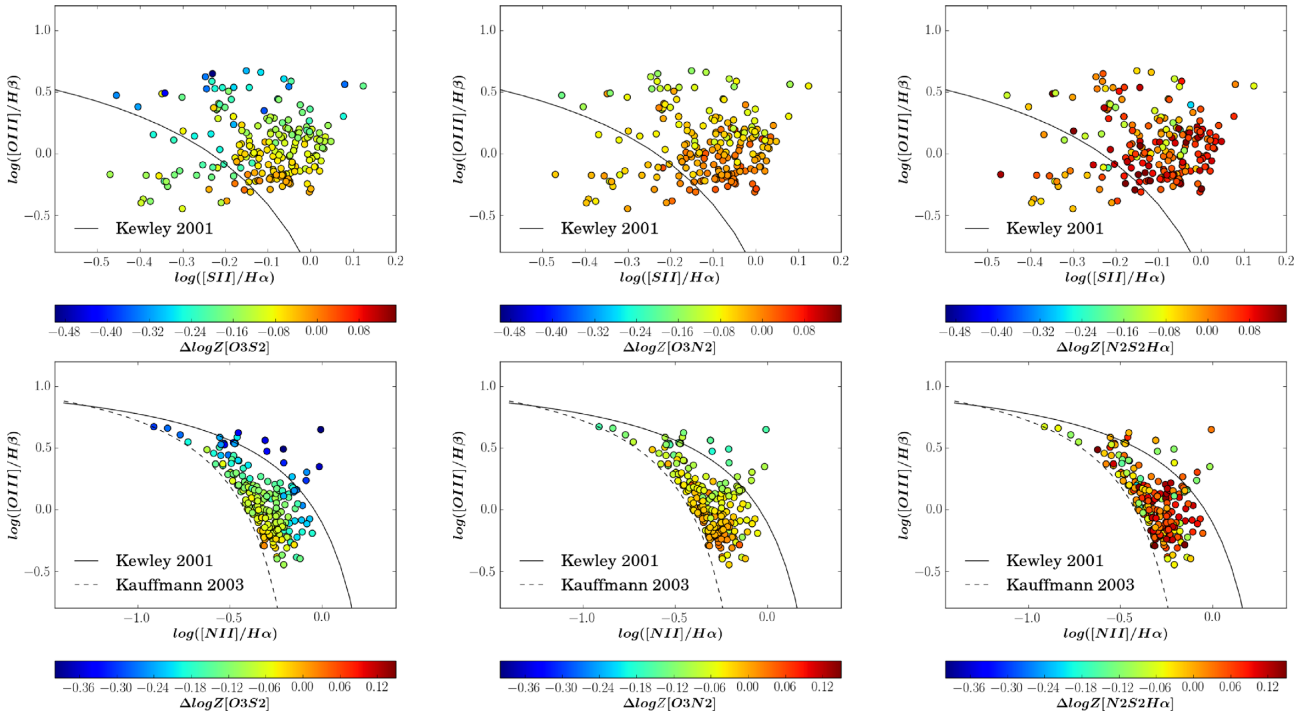 1.0
0.5
0.0
−0.5
log([OIII]/Hβ)
Kewley 2001
−0.5 −0.4 −0.3 −0.2 −0.1 0.0 0.1 0.2
log([SII]/Hα)
−0.48 −0.40 −0.32 −0.24 −0.16 −0.08 0.00 0.08
ΔlogZ[O3S2]
1.0
0.5
0.0
−0.5
log([OIII]/Hβ)
Kewley 2001
−0.5 −0.4 −0.3 −0.2 −0.1 0.0 0.1 0.2
log([SII]/Hα)
−0.48 −0.40 −0.32 −0.24 −0.16 −0.08 0.00 0.08
ΔlogZ[O3N2]
1.0
0.5
0.0
−0.5
log([OIII]/Hβ)
Kewley 2001
−0.5 −0.4 −0.3 −0.2 −0.1 0.0 0.1 0.2
log([SII]/Hα)
−0.48 −0.40 −0.32 −0.24 −0.16 −0.08 0.00 0.08
ΔlogZ[N2S2Hα]
1.0
0.5
0.0
−0.5
log([OIII]/Hβ)
Kewley 2001
Kauffmann 2003
−1.0 −0.5 0.0
log([NII]/Hα)
−0.36 −0.30 −0.24 −0.18 −0.12 −0.06 0.00 0.06 0.12
ΔlogZ[O3S2]
1.0
0.5
0.0
−0.5
log([OIII]/Hβ)
Kewley 2001
Kauffmann 2003
−1.0 −0.5 0.0
log([NII]/Hα)
−0.36 −0.30 −0.24 −0.18 −0.12 −0.06 0.00 0.06 0.12
ΔlogZ[O3N2]
1.0
0.5
0.0
−0.5
log([OIII]/Hβ)
Kewley 2001
Kauffmann 2003
−1.0 −0.5 0.0
log([NII]/Hα)
−0.36 −0.30 −0.24 −0.18 −0.12 −0.06 0.00 0.06 0.12
ΔlogZ[N2S2Hα]